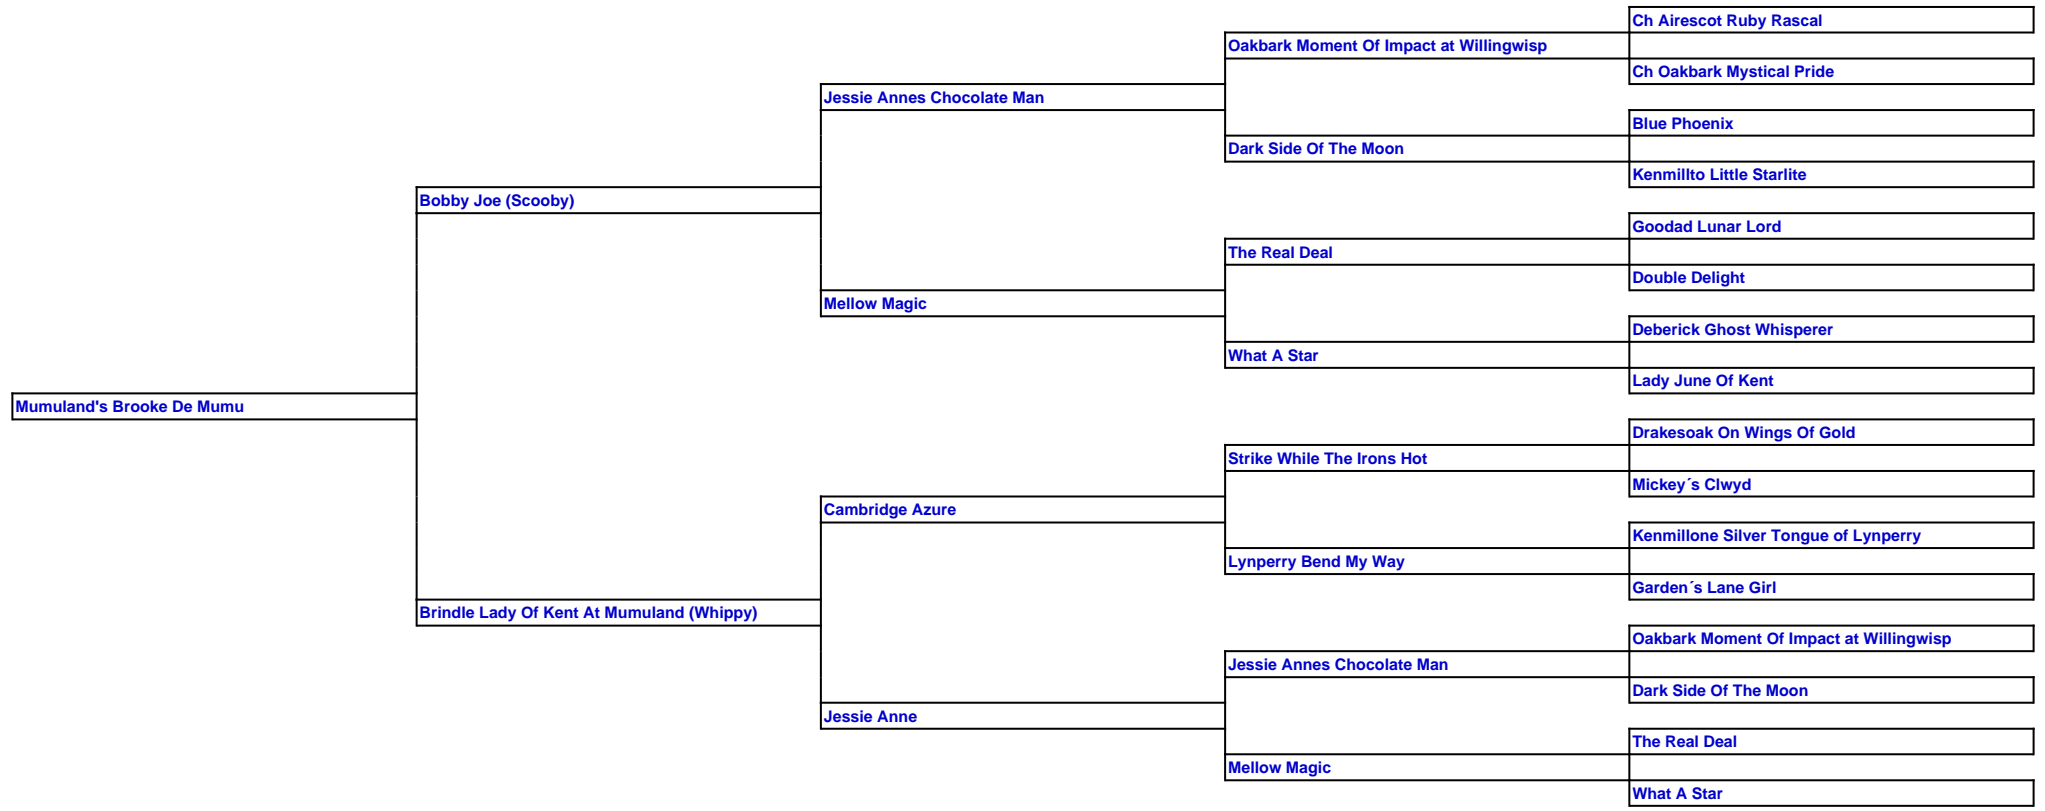 Ch Airescot Ruby Rascal
Oakbark Moment Of Impact at Willingwisp
Ch Oakbark Mystical Pride
Jessie Annes Chocolate Man
Blue Phoenix
Dark Side Of The Moon
Kenmillto Little Starlite
Bobby Joe (Scooby)
Goodad Lunar Lord
The Real Deal
Double Delight
Mellow Magic
Deberick Ghost Whisperer
What A Star
Lady June Of Kent
Mumuland's Brooke De Mumu
Drakesoak On Wings Of Gold
Strike While The Irons Hot
Mickey´s Clwyd
Cambridge Azure
Kenmillone Silver Tongue of Lynperry
Lynperry Bend My Way
Garden´s Lane Girl
Brindle Lady Of Kent At Mumuland (Whippy)
Oakbark Moment Of Impact at Willingwisp
Jessie Annes Chocolate Man
Dark Side Of The Moon
Jessie Anne
The Real Deal
Mellow Magic
What A Star